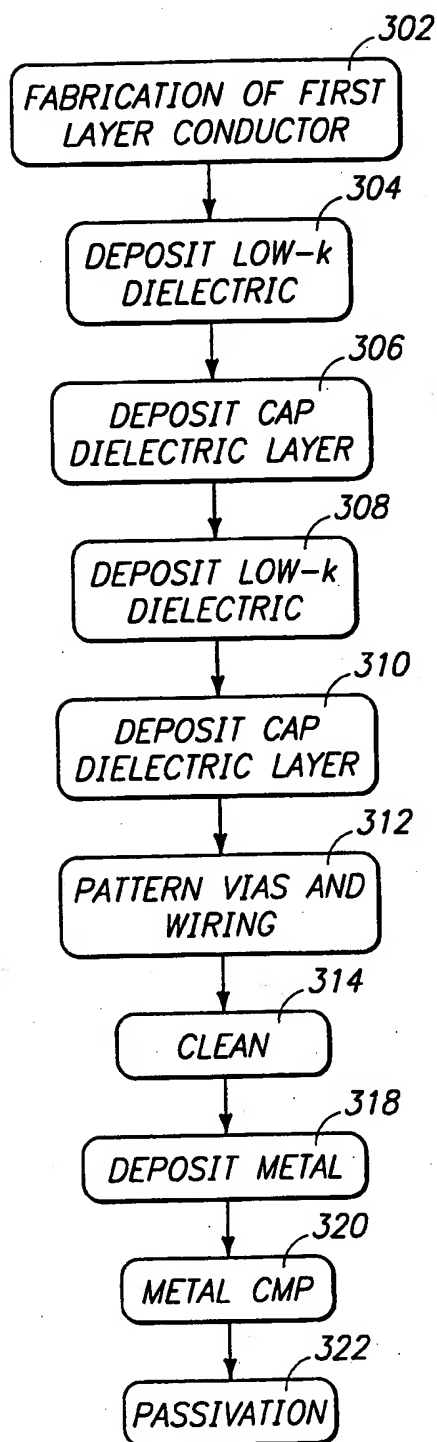 302
FABRICATION OF FIRST
LAYER CONDUCTOR
304
DEPOSIT LOW-k
DIELECTRIC
306
DEPOSIT CAP
DIELECTRIC LAYER
308
DEPOSIT LOW-k
DIELECTRIC
310
DEPOSIT CAP
DIELECTRIC LAYER
312
PATTERN VIAS AND
WIRING
314
CLEAN
318
DEPOSIT METAL
320
METAL CMP
322
PASSIVATION